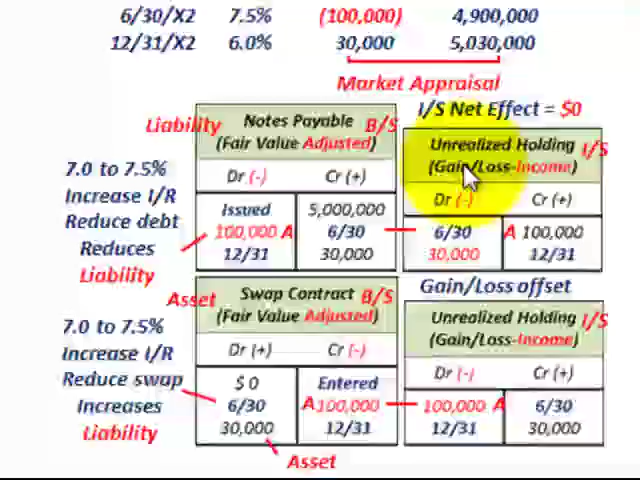 6/30/X2 7.5% (100,000) 4,900,000
12/31/X2 6.0% 30,000 5,030,000
Market Appraisal
I/S Net Effect = $0
Liability Notes Payable B/S
(Fair Value Adjusted)
Dr (-) Cr (+)
Issued 5,000,000
100,000 A 6/30
12/31 30,000
Unrealized Holding I/S
(Gain/Loss-Income)
Dr (-) Cr (+)
6/30 A 100,000
30,000 12/31
7.0 to 7.5%
Increase I/R
Reduce debt
Reduces
Liability
Gain/Loss offset
Asset Swap Contract B/S
(Fair Value Adjusted)
Dr (+) Cr (-)
$ 0 Entered
6/30 A 100,000
30,000 12/31
Unrealized Holding I/S
(Gain/Loss-Income)
Dr (-) Cr (+)
100,000 A 6/30
12/31 30,000
7.0 to 7.5%
Increase I/R
Reduce swap
Increases
Liability
Asset